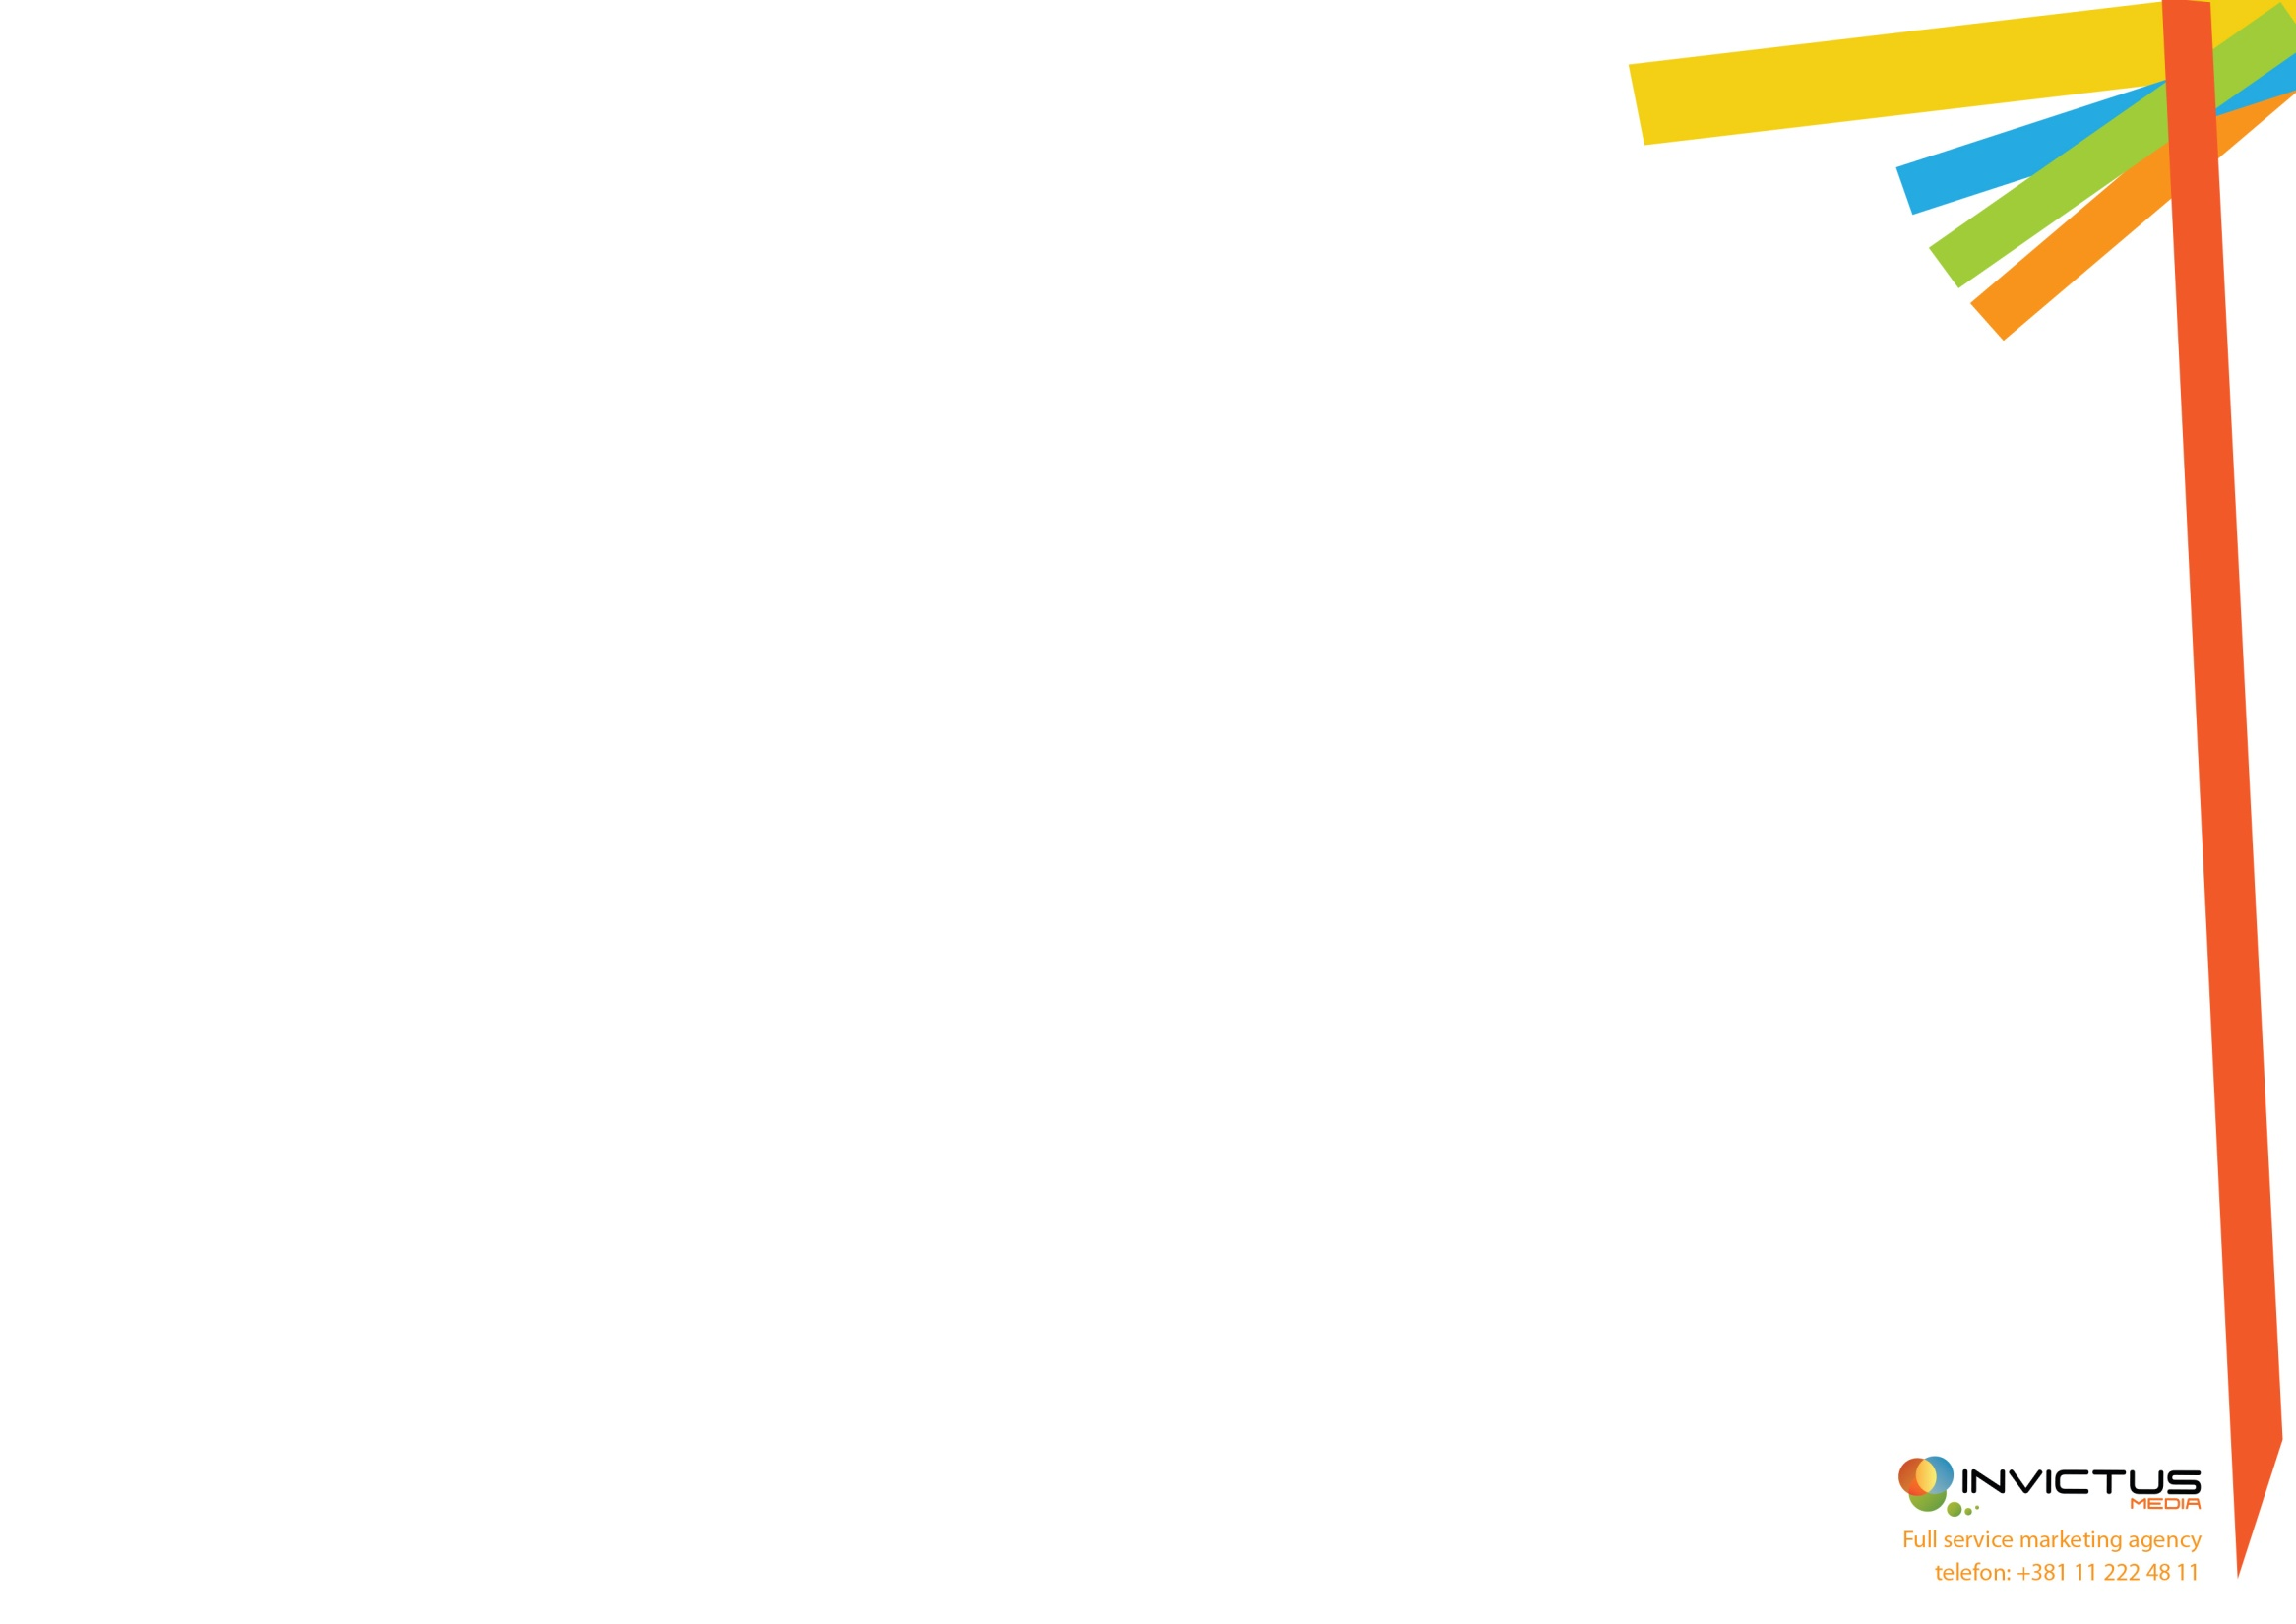 INVICTUS
MEDIA
Full service marketing agency
telefon: +381 11 222 48 11